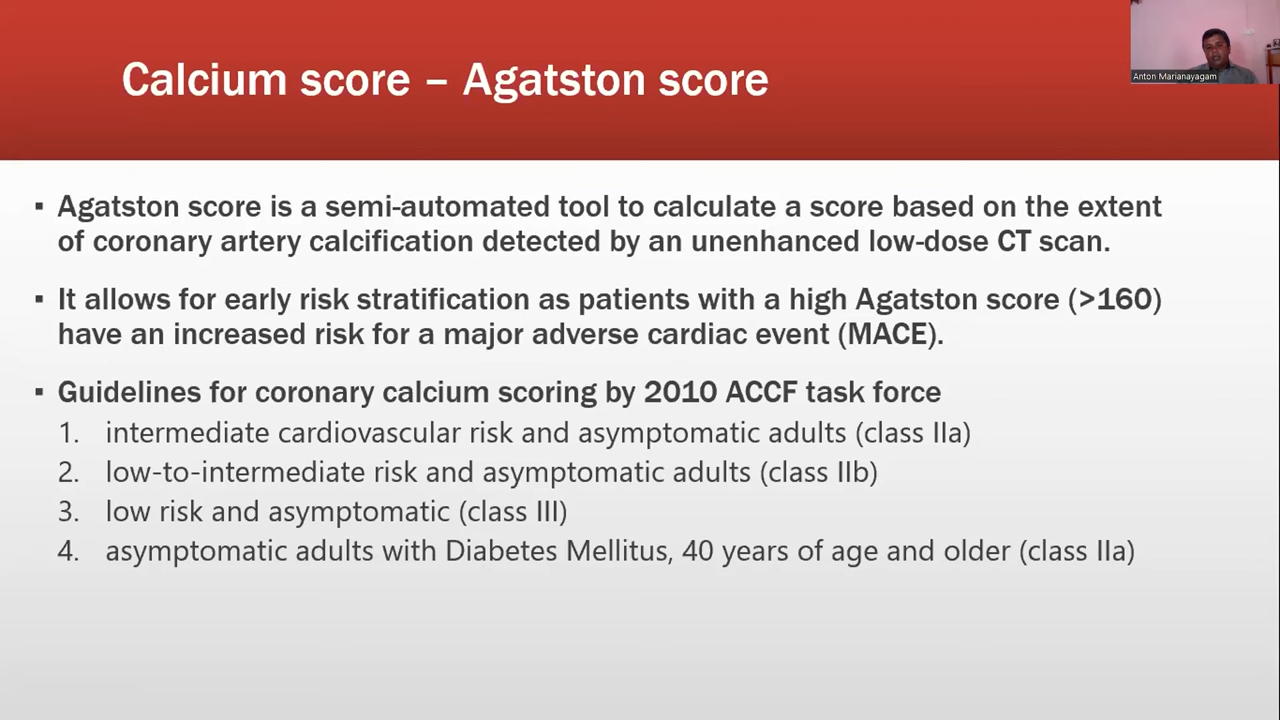 Calcium score – Agatston score
Anton Marianayagam
▪ Agatston score is a semi-automated tool to calculate a score based on the extent
of coronary artery calcification detected by an unenhanced low-dose CT scan.
▪ It allows for early risk stratification as patients with a high Agatston score (>160)
have an increased risk for a major adverse cardiac event (MACE).
▪ Guidelines for coronary calcium scoring by 2010 ACCF task force
1. intermediate cardiovascular risk and asymptomatic adults (class IIa)
2. low-to-intermediate risk and asymptomatic adults (class IIb)
3. low risk and asymptomatic (class III)
4. asymptomatic adults with Diabetes Mellitus, 40 years of age and older (class IIa)